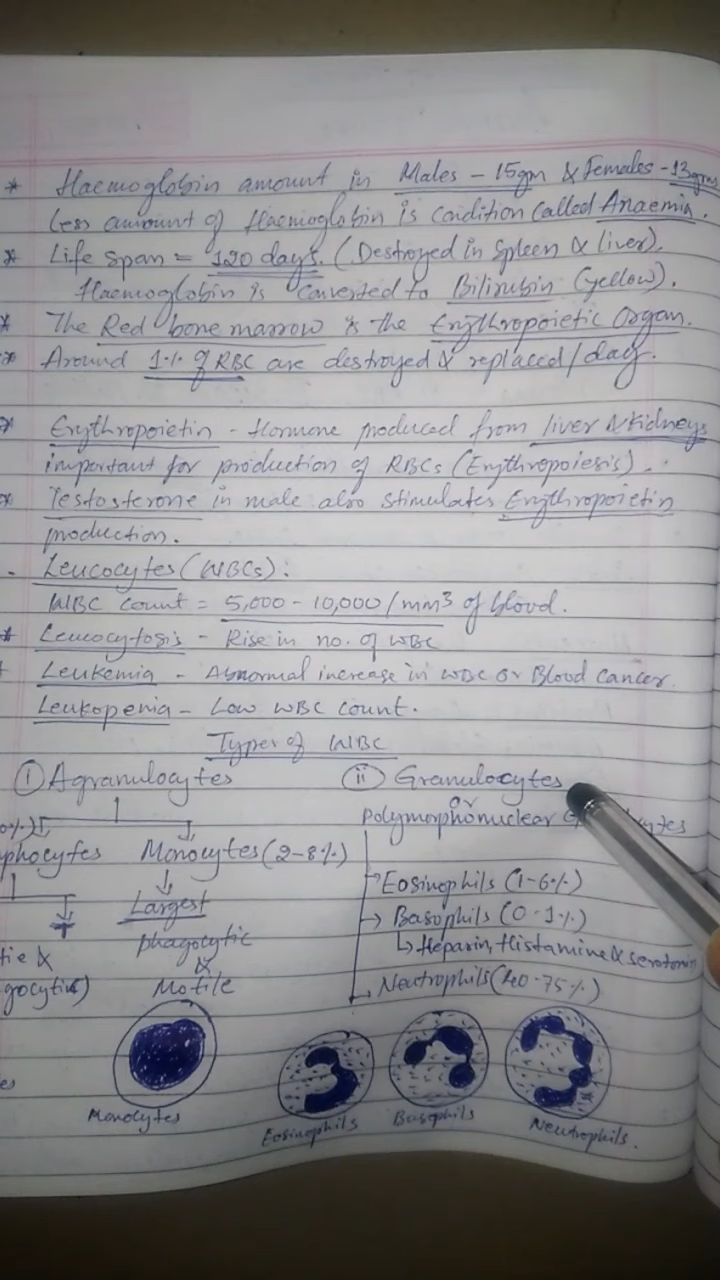 * Haemoglobin amount in Males - 15gm & Females - 13gms
Less amount of Haemoglobin is condition called Anaemia.
* Life span = 120 days. (Destroyed in Spleen & liver).
Haemoglobin is converted to Bilirubin (yellow).
* The Red bone marrow is the Erythropoietic Organ.
* Around 1% of RBC are destroyed & replaced/day.
* Erythropoietin - Hormone produced from liver & Kidneys
important for production of RBCs (Erythropoiesis).
* Testosterone in male also stimulates Erythropoietin
production.
. Leucocytes (WBCs):
WBC count = 5,000 - 10,000/mm3 of blood.
* Leucocytosis - Rise in no. of WBC
Leukemia - Abnormal increase in WBC or Blood Cancer.
Leukopenia - Low WBC count.
Types of WBC
i Agranulocytes ii Granulocytes
or
Polymorphonuclear
0%)
phocytes Monocytes (2-8%)
Eosinophils (1-6%)
Largest Basophils (0-1%)
phagocytic Heparin, Histamine & serotonin
tie & &
gocytic) Motile Neutrophils (40-75%)
Monocytes Eosinophils Basophils Neutrophils.